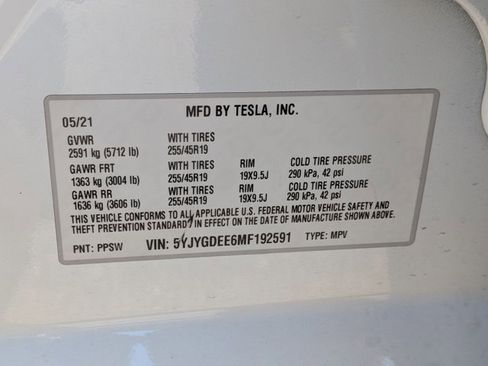 05/21 MFD BY TESLA, INC.
GVWR WITH TIRES
2591 kg (5712 lb) 255/45R19
GAWR FRT WITH TIRES RIM COLD TIRE PRESSURE
1363 kg (3004 lb) 255/45R19 19X9.5J 290 kPa, 42 psi
GAWR RR WITH TIRES RIM COLD TIRE PRESSURE
1636 kg (3606 lb) 255/45R19 19X9.5J 290 kPa, 42 psi
THIS VEHICLE CONFORMS TO ALL APPLICABLE U.S. FEDERAL MOTOR VEHICLE SAFETY AND
THEFT PREVENTION STANDARDS IN EFFECT ON THE DATE OF MANUFACTURE SHOWN ABOVE.
PNT: PPSW VIN: 5YJYGDEE6MF192591 TYPE: MPV